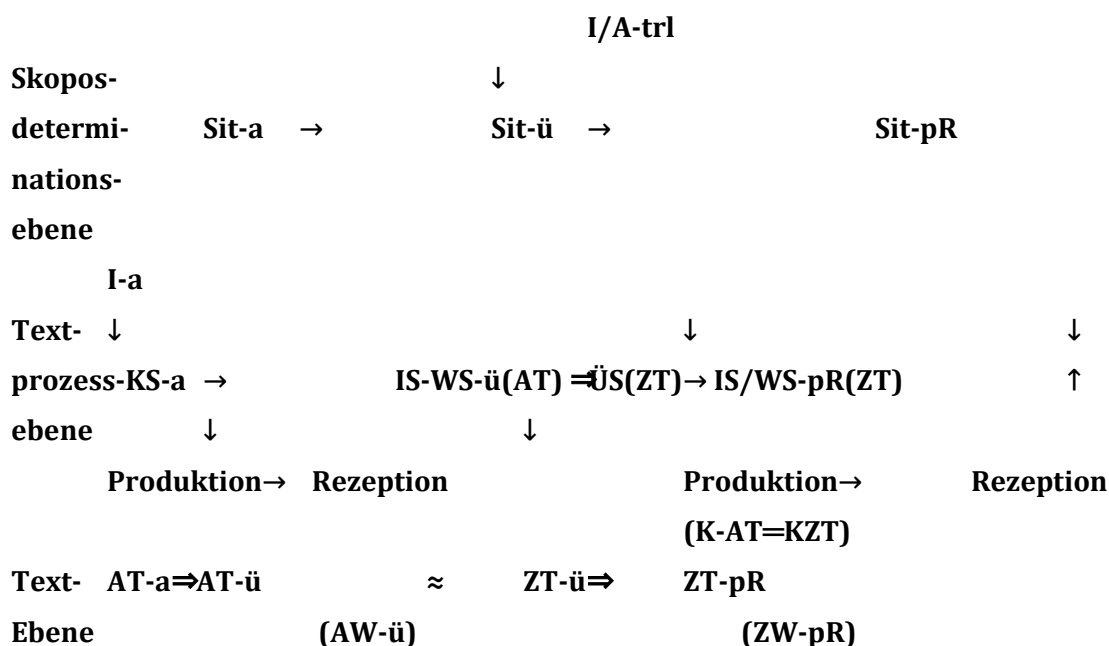 I/A-trl
Skopos- ↓
determi- Sit-a → Sit-ü → Sit-pR
nations-
ebene
I-a
Text- ↓ ↓ ↓
prozess-KS-a → IS-WS-ü(AT) ⇒ÜS(ZT)→ IS/WS-pR(ZT) ↑
ebene ↓ ↓
Produktion→ Rezeption Produktion→ Rezeption
(K-AT=KZT)
Text- AT-a⇒AT-ü ≈ ZT-ü⇒ ZT-pR
Ebene (AW-ü) (ZW-pR)